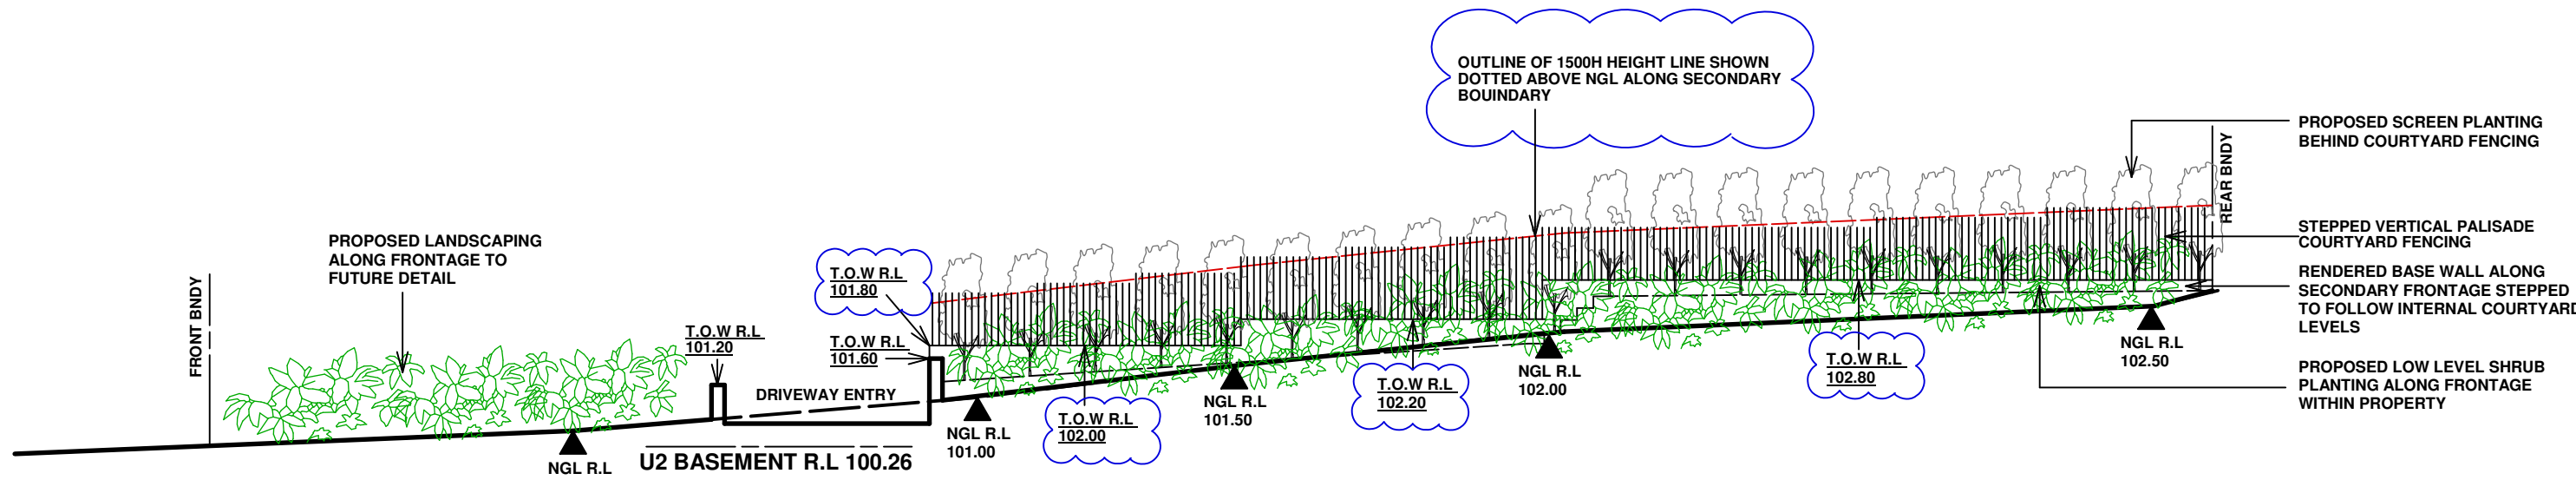 OUTLINE OF 1500H HEIGHT LINE SHOWN
DOTTED ABOVE NGL ALONG SECONDARY
BOUINDARY
PROPOSED SCREEN PLANTING
BEHIND COURTYARD FENCING
REAR BNDY
STEPPED VERTICAL PALISADE
COURTYARD FENCING
RENDERED BASE WALL ALONG
SECONDARY FRONTAGE STEPPED
TO FOLLOW INTERNAL COURTYARD
LEVELS
PROPOSED LOW LEVEL SHRUB
PLANTING ALONG FRONTAGE
WITHIN PROPERTY
PROPOSED LANDSCAPING
ALONG FRONTAGE TO
FUTURE DETAIL
FRONT BNDY
T.O.W R.L
101.80
T.O.W R.L
101.20
T.O.W R.L
101.60
DRIVEWAY ENTRY
NGL R.L
U2 BASEMENT R.L 100.26
NGL R.L
101.00
T.O.W R.L
102.00
NGL R.L
101.50
T.O.W R.L
102.20
NGL R.L
102.00
T.O.W R.L
102.80
NGL R.L
102.50